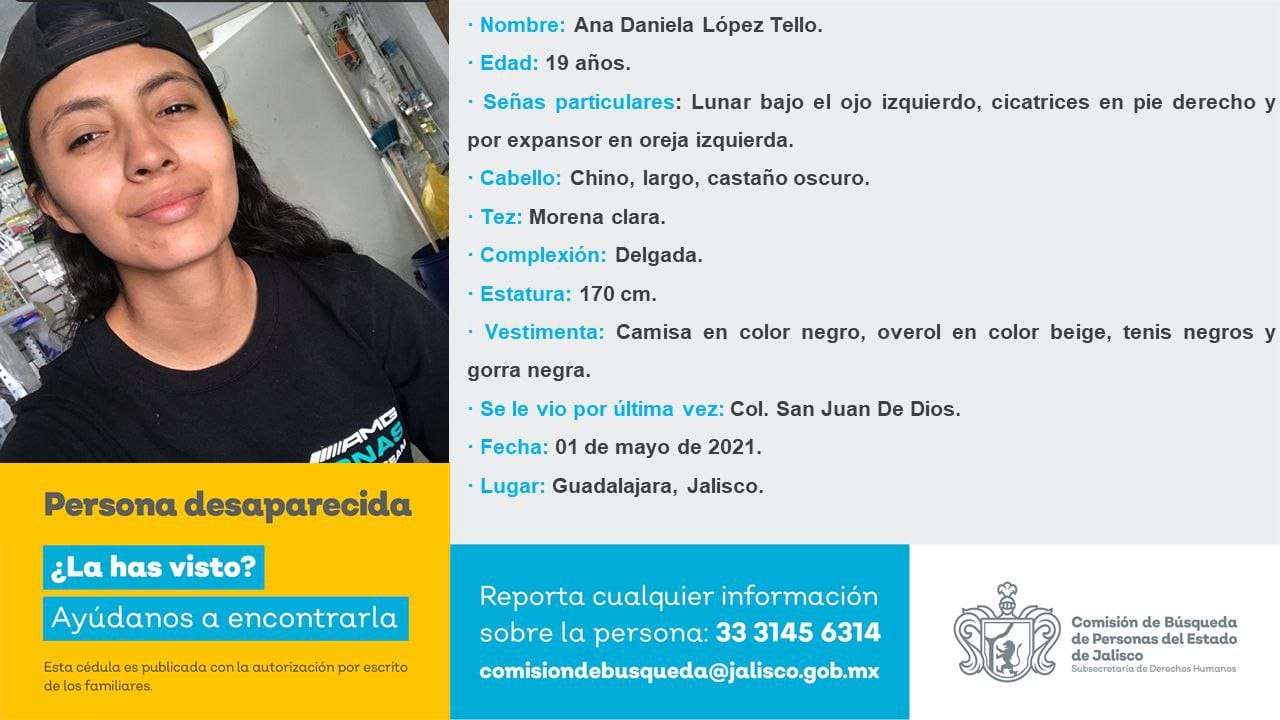 · Nombre: Ana Daniela López Tello.
· Edad: 19 años.
· Señas particulares: Lunar bajo el ojo izquierdo, cicatrices en pie derecho y
por expansor en oreja izquierda.
· Cabello: Chino, largo, castaño oscuro.
· Tez: Morena clara.
· Complexión: Delgada.
· Estatura: 170 cm.
· Vestimenta: Camisa en color negro, overol en color beige, tenis negros y
gorra negra.
· Se le vio por última vez: Col. San Juan De Dios.
· Fecha: 01 de mayo de 2021.
· Lugar: Guadalajara, Jalisco.
AMG
Persona desaparecida
¿La has visto?
Ayúdanos a encontrarla
Esta cédula es publicada con la autorización por escrito
de los familiares.
Reporta cualquier información
sobre la persona: 33 3145 6314
comisiondebusqueda@jalisco.gob.mx
Comisión de Búsqueda
de Personas del Estado
de Jalisco
Subsecretaría de Derechos Humanos